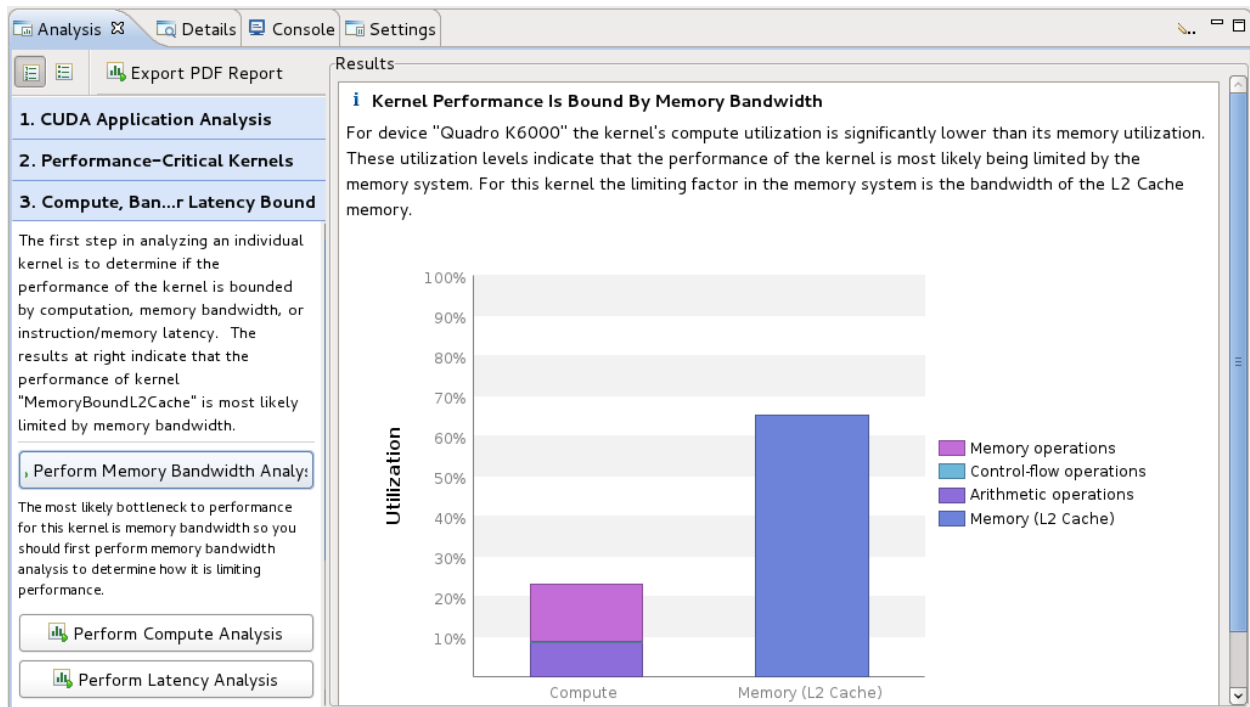 Analysis
Details
Console
Settings
Export PDF Report
1. CUDA Application Analysis
2. Performance-Critical Kernels
3. Compute, Ban...r Latency Bound
The first step in analyzing an individual
kernel is to determine if the
performance of the kernel is bounded
by computation, memory bandwidth, or
instruction/memory latency. The
results at right indicate that the
performance of kernel
"MemoryBoundL2Cache" is most likely
limited by memory bandwidth.
Perform Memory Bandwidth Analys
The most likely bottleneck to performance
for this kernel is memory bandwidth so you
should first perform memory bandwidth
analysis to determine how it is limiting
performance.
Perform Compute Analysis
Perform Latency Analysis
Results
i Kernel Performance Is Bound By Memory Bandwidth
For device "Quadro K6000" the kernel's compute utilization is significantly lower than its memory utilization.
These utilization levels indicate that the performance of the kernel is most likely being limited by the
memory system. For this kernel the limiting factor in the memory system is the bandwidth of the L2 Cache
memory.
100%
90%
80%
70%
60%
50%
40%
30%
20%
10%
Utilization
Compute
Memory (L2 Cache)
Memory operations
Control-flow operations
Arithmetic operations
Memory (L2 Cache)